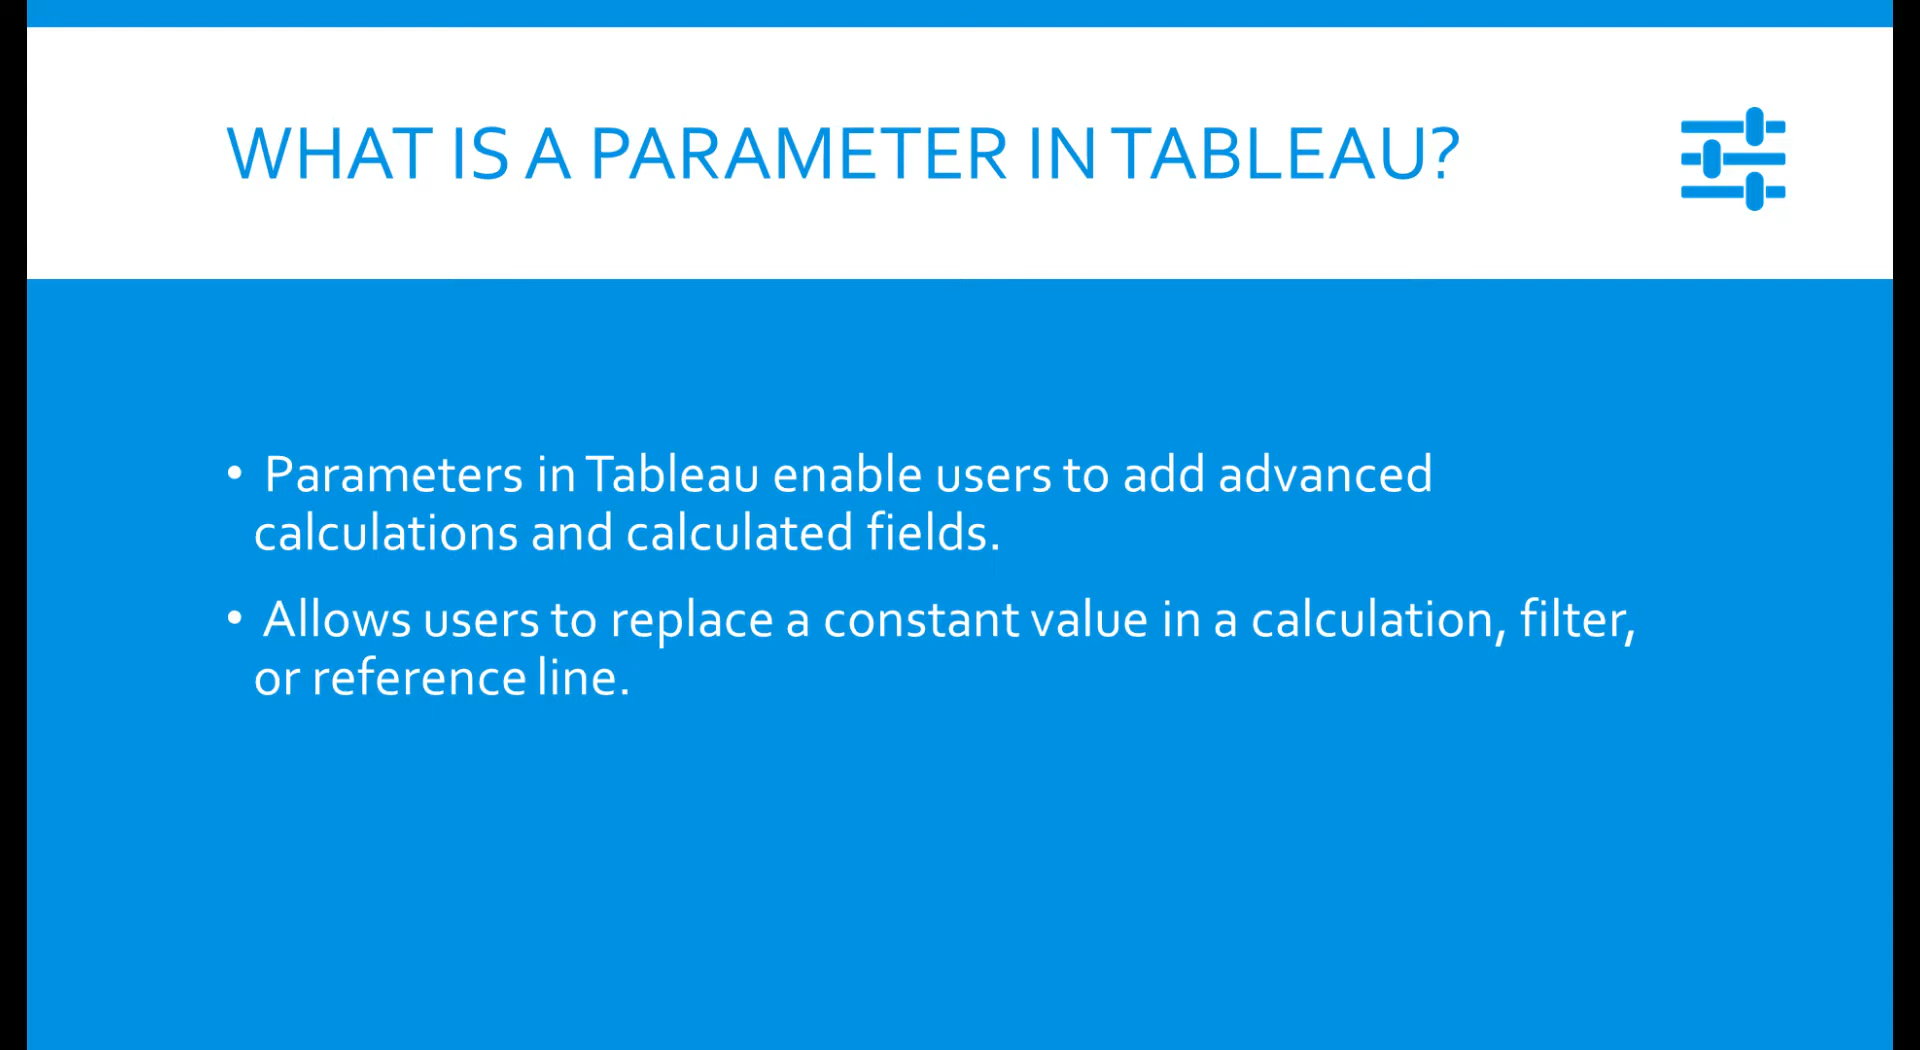 WHAT IS A PARAMETER IN TABLEAU?
• Parameters in Tableau enable users to add advanced
calculations and calculated fields.
• Allows users to replace a constant value in a calculation, filter,
or reference line.